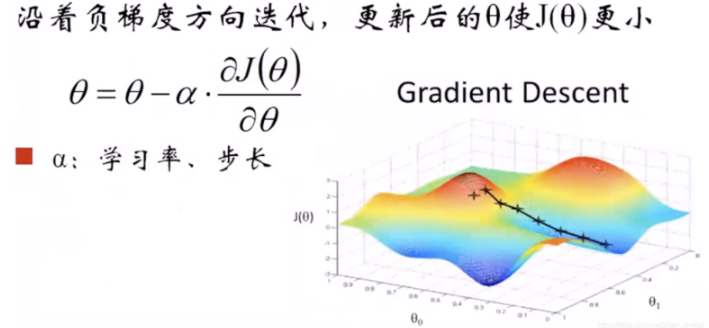 沿着负梯度方向迭代，更新后的θ使J(θ)更小
θ = θ − α · ∂J(θ) / ∂θ
Gradient Descent
α：学习率、步长
J(θ)
θ₀
θ₁